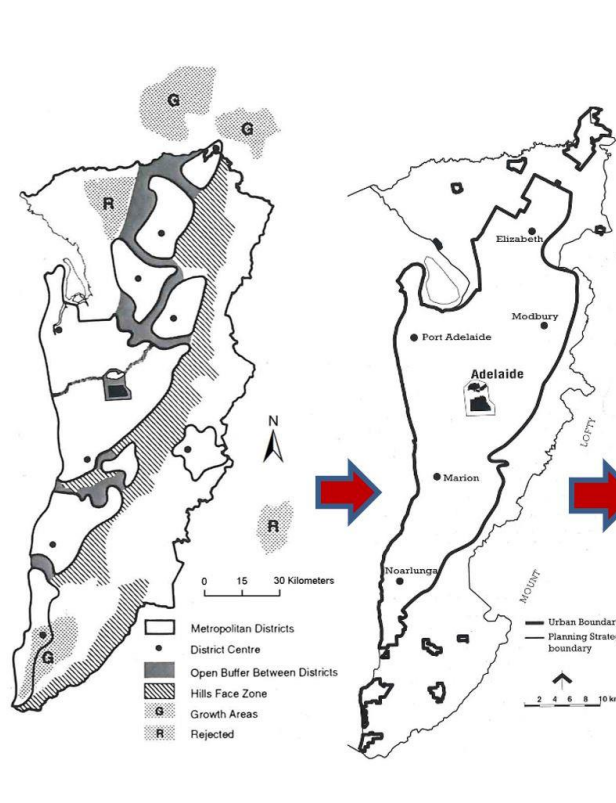 G
G
R
N
R
G
0 15 30 Kilometers
Metropolitan Districts
District Centre
Open Buffer Between Districts
Hills Face Zone
G Growth Areas
R Rejected
Elizabeth
Modbury
Port Adelaide
Adelaide
LOFTY
Marion
Noarlunga
MOUNT
Urban Boundar
Planning Strate
boundary
2 4 6 8 10 k